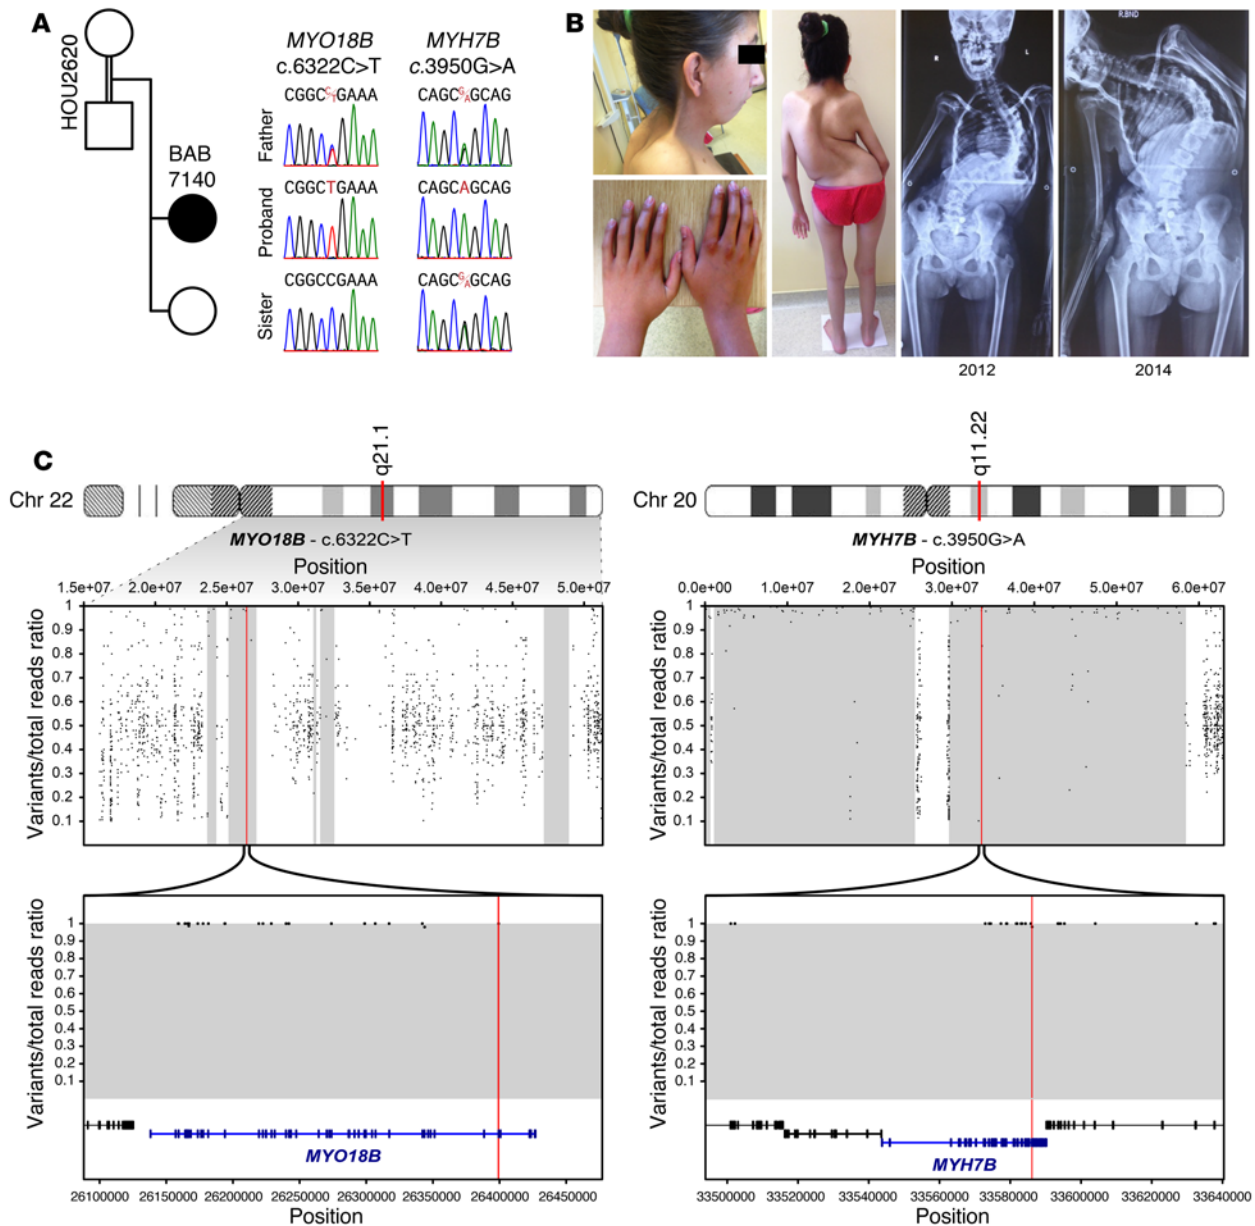 A
HOU2620
BAB
7140
MYO18B
c.6322C>T
MYH7B
c.3950G>A
Father
CGGCCTGAAA
CAGCGAGCAG
Proband
CGGCTGAAA
CAGCAGCAG
Sister
CGGCCGAAA
CAGCGAGCAG
B
R
L
R.BND
2012
2014
C
Chr 22
q21.1
MYO18B - c.6322C>T
Position
1.5e+07 2.0e+07 2.5e+07 3.0e+07 3.5e+07 4.0e+07 4.5e+07 5.0e+07
Variants/total reads ratio
1
0.9
0.8
0.7
0.6
0.5
0.4
0.3
0.2
0.1
Chr 20
q11.22
MYH7B - c.3950G>A
Position
0.0e+00 1.0e+07 2.0e+07 3.0e+07 4.0e+07 5.0e+07 6.0e+07
Variants/total reads ratio
1
0.9
0.8
0.7
0.6
0.5
0.4
0.3
0.2
0.1
Variants/total reads ratio
1
0.9
0.8
0.7
0.6
0.5
0.4
0.3
0.2
0.1
MYO18B
26100000 26150000 26200000 26250000 26300000 26350000 26400000 26450000
Position
Variants/total reads ratio
1
0.9
0.8
0.7
0.6
0.5
0.4
0.3
0.2
0.1
MYH7B
33500000 33520000 33540000 33560000 33580000 33600000 33620000 33640000
Position